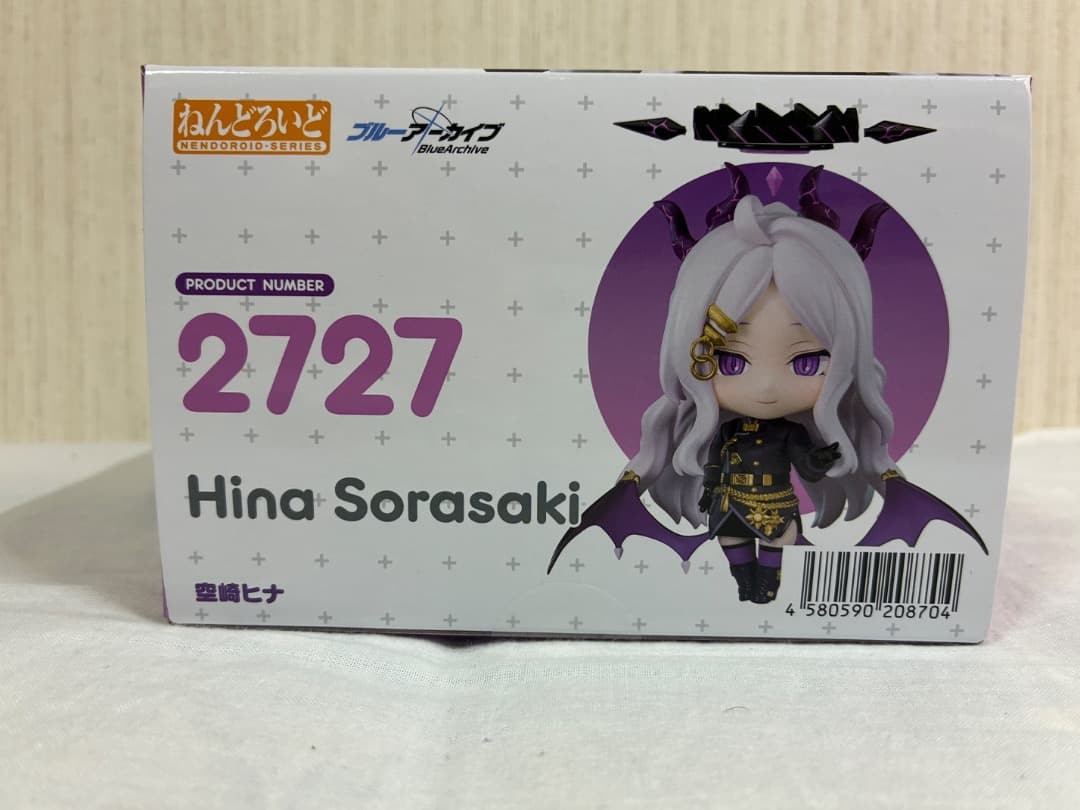 ねんどろいど
NENDOROID-SERIES
ブルーアーカイブ
BlueArchive
PRODUCT NUMBER
2727
Hina Sorasaki
空崎ヒナ
4 580590 208704